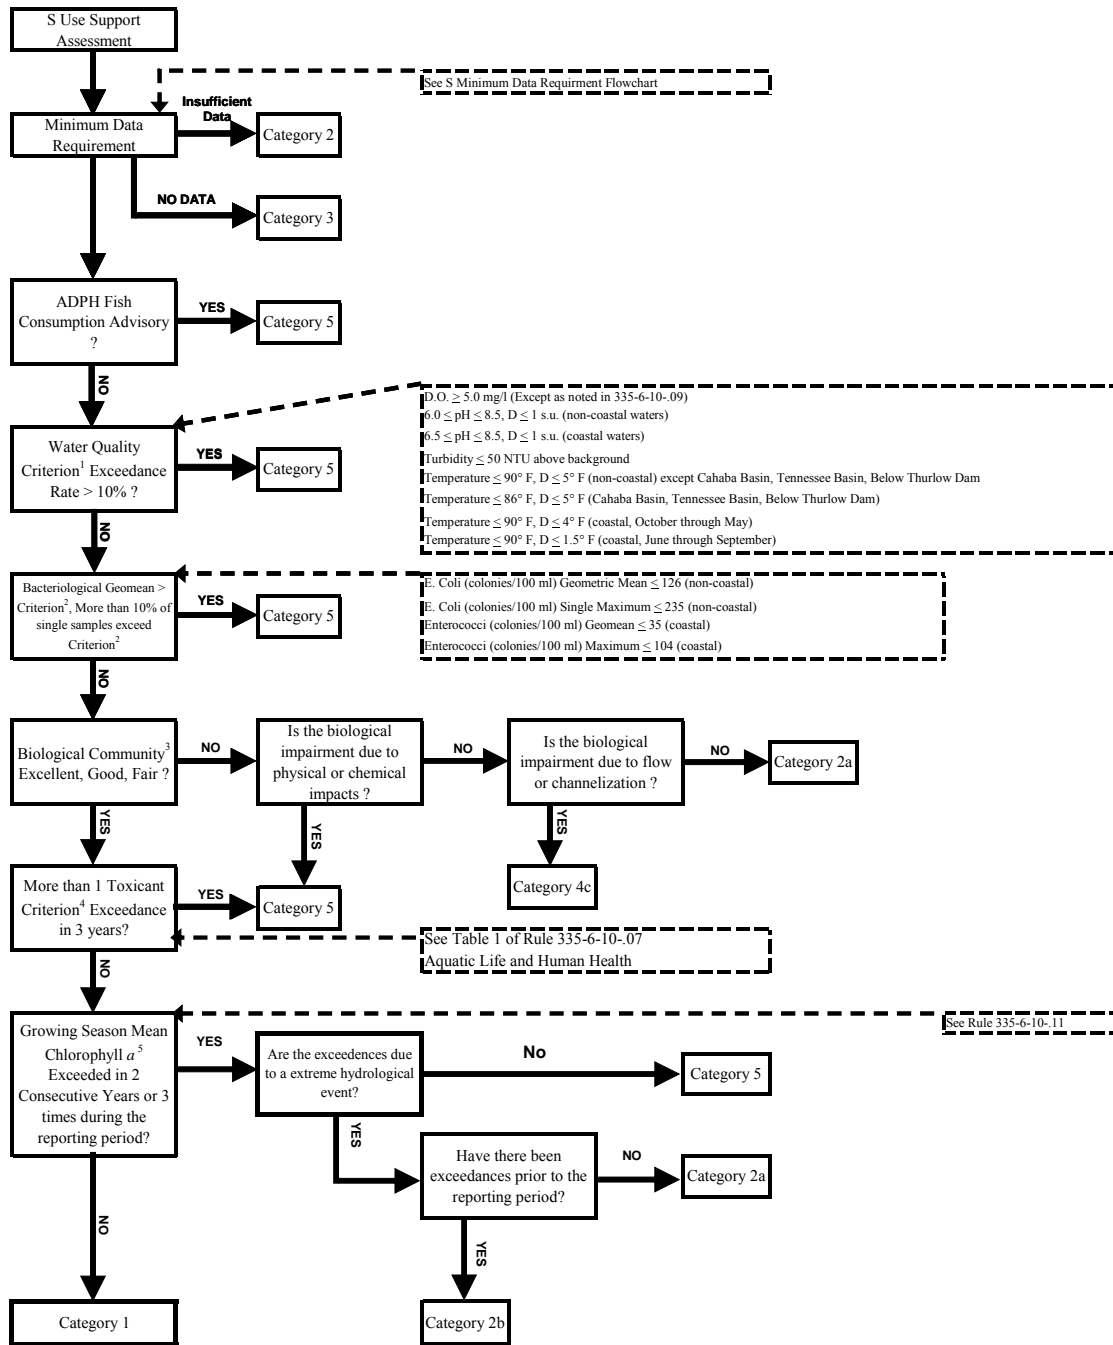 S Use Support
Assessment
See S Minimum Data Requirment Flowchart
Insufficient
Data
Minimum Data
Requirement
Category 2
NO DATA
Category 3
ADPH Fish
Consumption Advisory
?
YES
Category 5
NO
D.O. ≥ 5.0 mg/l (Except as noted in 335-6-10-.09)
6.0 ≤ pH ≤ 8.5, D ≤ 1 s.u. (non-coastal waters)
6.5 ≤ pH ≤ 8.5, D ≤ 1 s.u. (coastal waters)
Turbidity ≤ 50 NTU above background
Temperature ≤ 90° F, D ≤ 5° F (non-coastal) except Cahaba Basin, Tennessee Basin, Below Thurlow Dam
Temperature ≤ 86° F, D ≤ 5° F (Cahaba Basin, Tennessee Basin, Below Thurlow Dam)
Temperature ≤ 90° F, D ≤ 4° F (coastal, October through May)
Temperature ≤ 90° F, D ≤ 1.5° F (coastal, June through September)
Water Quality
Criterion¹ Exceedance
Rate > 10% ?
YES
Category 5
NO
Bacteriological Geomean >
Criterion², More than 10% of
single samples exceed
Criterion²
YES
Category 5
E. Coli (colonies/100 ml) Geometric Mean ≤ 126 (non-coastal)
E. Coli (colonies/100 ml) Single Maximum ≤ 235 (non-coastal)
Enterococci (colonies/100 ml) Geomean ≤ 35 (coastal)
Enterococci (colonies/100 ml) Maximum ≤ 104 (coastal)
NO
Biological Community³
Excellent, Good, Fair ?
NO
Is the biological
impairment due to
physical or chemical
impacts ?
NO
Is the biological
impairment due to flow
or channelization ?
NO
Category 2a
YES
YES
YES
More than 1 Toxicant
Criterion⁴ Exceedance
in 3 years?
YES
Category 5
Category 4c
See Table 1 of Rule 335-6-10-.07
Aquatic Life and Human Health
NO
See Rule 335-6-10-.11
Growing Season Mean
Chlorophyll a ⁵
Exceeded in 2
Consecutive Years or 3
times during the
reporting period?
YES
Are the exceedences due
to a extreme hydrological
event?
No
Category 5
YES
Have there been
exceedances prior to the
reporting period?
NO
Category 2a
NO
YES
Category 1
Category 2b